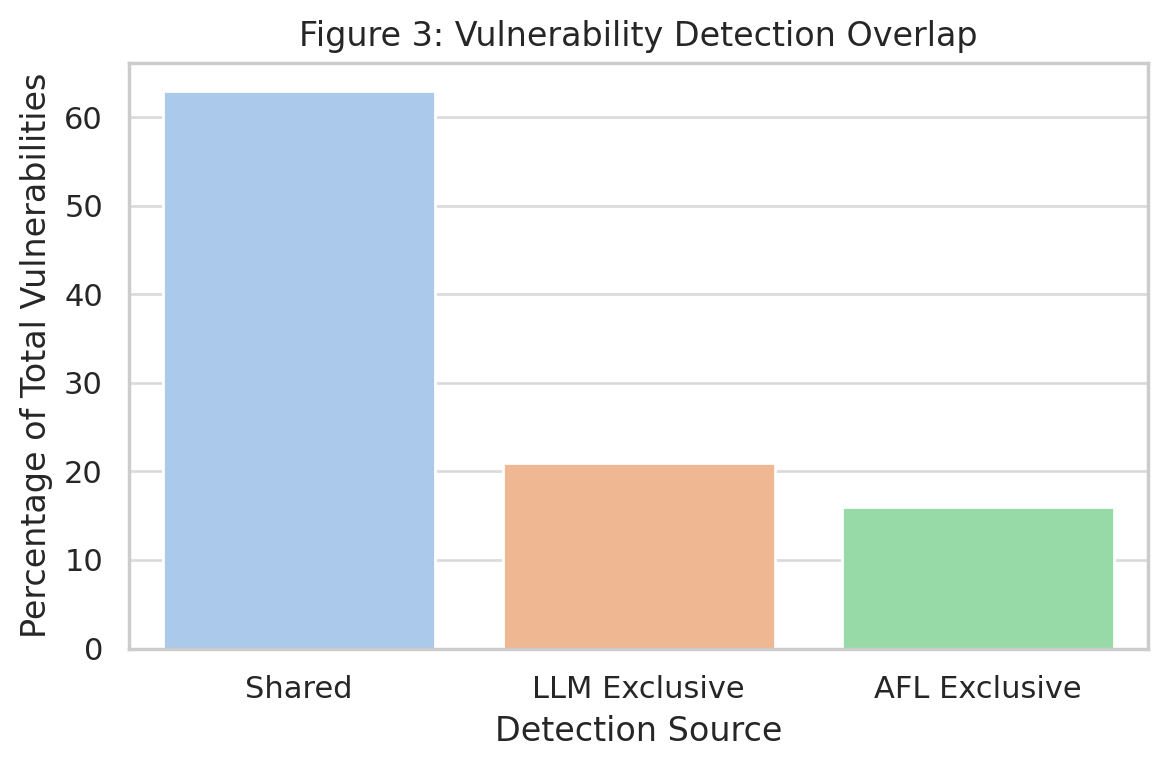 Figure 3: Vulnerability Detection Overlap
Percentage of Total Vulnerabilities
60
50
40
30
20
10
0
Shared
LLM Exclusive
AFL Exclusive
Detection Source